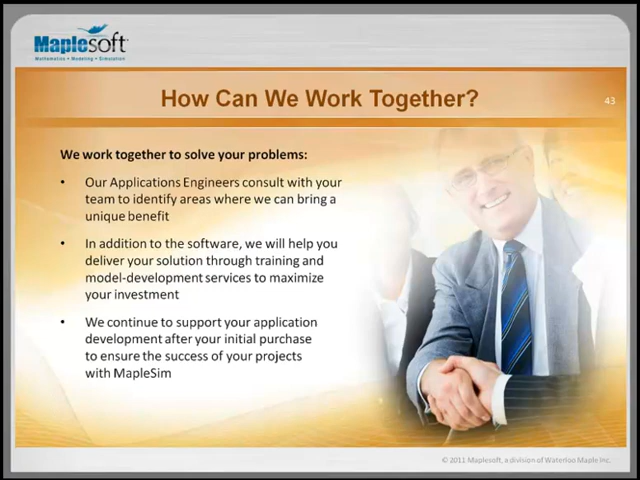 Maplesoft
Mathematics • Modeling • Simulation
How Can We Work Together?
43
We work together to solve your problems:
• Our Applications Engineers consult with your
team to identify areas where we can bring a
unique benefit
• In addition to the software, we will help you
deliver your solution through training and
model-development services to maximize
your investment
• We continue to support your application
development after your initial purchase
to ensure the success of your projects
with MapleSim
© 2011 Maplesoft, a division of Waterloo Maple Inc.